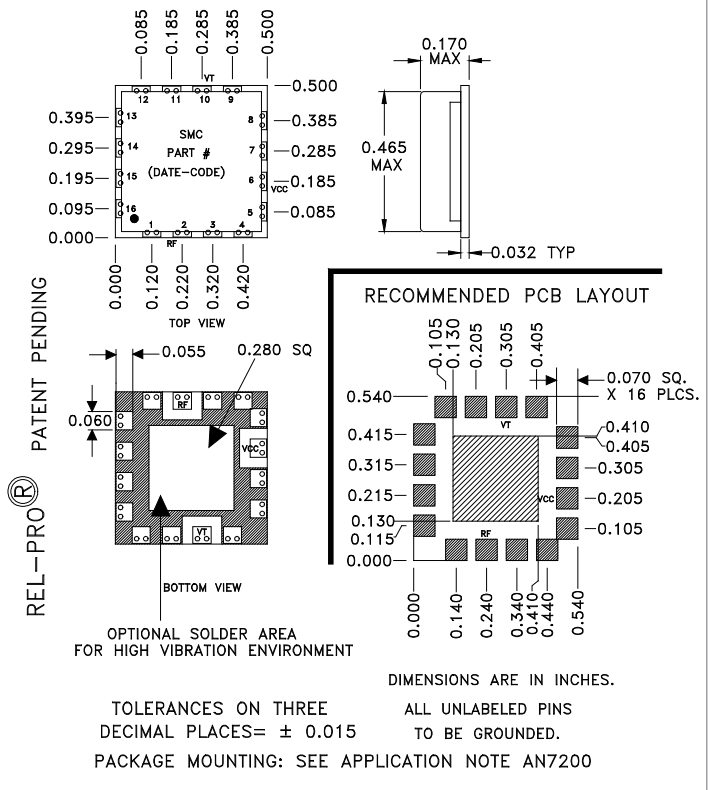 0.085
0.185
0.285
0.385
0.500
VT
12
11
10
9
0.500
0.395
13
8
0.385
SMC
PART #
(DATE-CODE)
0.295
14
7
0.285
0.195
15
6
VCC
0.185
0.095
16
5
0.085
1
2
3
4
0.000
RF
0.000
0.120
0.220
0.320
0.420
TOP VIEW
0.170
MAX
0.465
MAX
0.032 TYP
REL-PRO® PATENT PENDING
0.055
0.280 SQ
0.060
RF
VCC
VT
BOTTOM VIEW
OPTIONAL SOLDER AREA
FOR HIGH VIBRATION ENVIRONMENT
RECOMMENDED PCB LAYOUT
0.105
0.130
0.205
0.305
0.405
0.070 SQ.
X 16 PLCS.
0.540
VT
0.415
0.410
0.405
0.315
0.305
0.215
VCC
0.205
0.130
0.115
RF
0.105
0.000
0.000
0.140
0.240
0.340
0.410
0.440
0.540
DIMENSIONS ARE IN INCHES.
TOLERANCES ON THREE
DECIMAL PLACES= ± 0.015
ALL UNLABELED PINS
TO BE GROUNDED.
PACKAGE MOUNTING: SEE APPLICATION NOTE AN7200